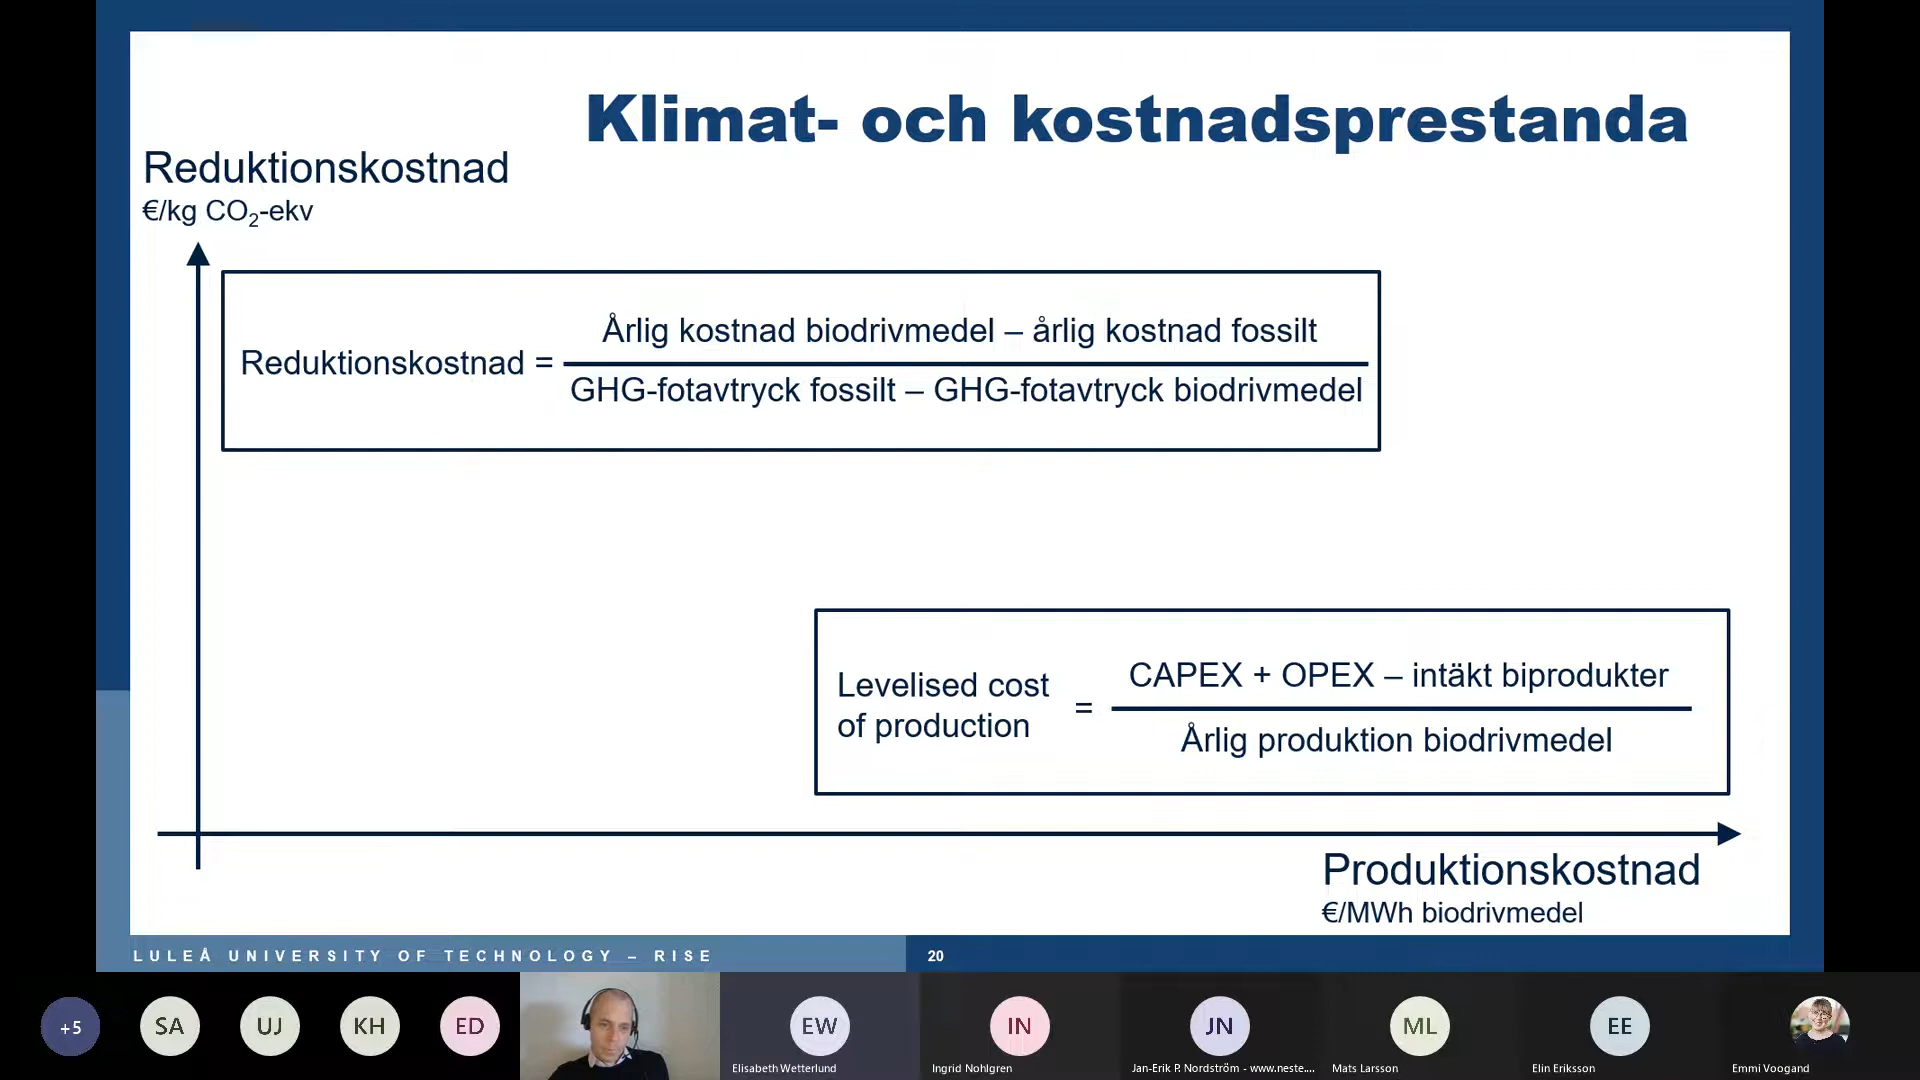 Klimat- och kostnadsprestanda
Reduktionskostnad
€/kg CO₂-ekv
Reduktionskostnad =
Årlig kostnad biodrivmedel – årlig kostnad fossilt
GHG-fotavtryck fossilt – GHG-fotavtryck biodrivmedel
Levelised cost
of production
=
CAPEX + OPEX – intäkt biprodukter
Årlig produktion biodrivmedel
Produktionskostnad
€/MWh biodrivmedel
LULEÅ UNIVERSITY OF TECHNOLOGY – RISE
20
+5
SA
UJ
KH
ED
EW
Elisabeth Wetterlund
IN
Ingrid Nohlgren
JN
Jan-Erik P. Nordström - www.neste....
ML
Mats Larsson
EE
Elin Eriksson
Emmi Voogand